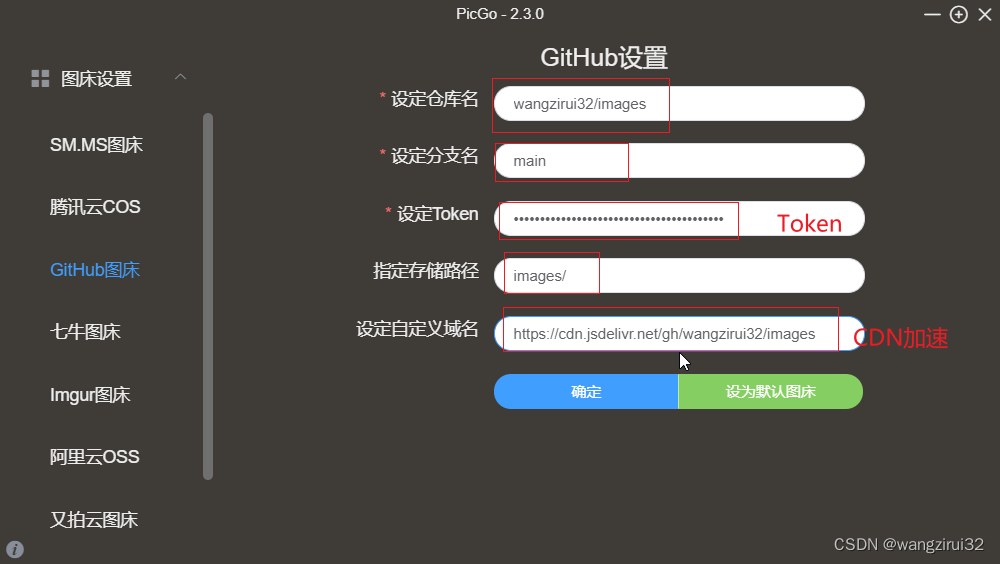 PicGo - 2.3.0
图床设置
SM.MS图床
腾讯云COS
GitHub图床
七牛图床
Imgur图床
阿里云OSS
又拍云图床
GitHub设置
* 设定仓库名 wangzirui32/images
* 设定分支名 main
* 设定Token •••••••••••••••••••••••••••••••••••••••• Token
指定存储路径 images/
设定自定义域名 https://cdn.jsdelivr.net/gh/wangzirui32/images CDN加速
确定 设为默认图床
CSDN @wangzirui32